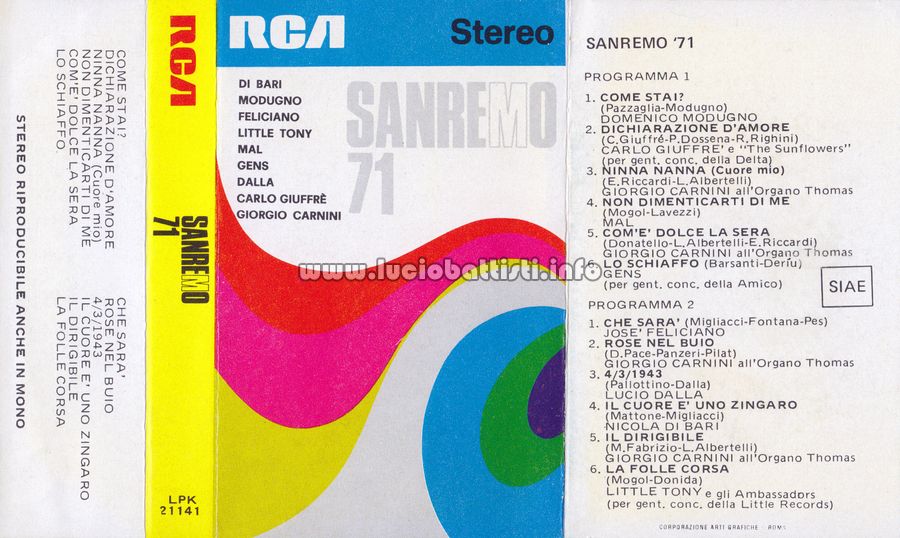 STEREO RIPRODUCIBILE ANCHE IN MONO
COME STAI?
DICHIARAZIONE D'AMORE
NINNA NANNA (Cuore mio)
NON DIMENTICARTI DI ME
COM'E' DOLCE LA SERA
LO SCHIAFFO
CHE SARA'
ROSE NEL BUIO
4/3/1943
IL CUORE E' UNO ZINGARO
IL DIRIGIBILE
LA FOLLE CORSA
RCA
SANREMO
71
LPK
21141
RCA Stereo
DI BARI
MODUGNO
FELICIANO
LITTLE TONY
MAL
GENS
DALLA
CARLO GIUFFRÈ
GIORGIO CARNINI
SANREMO
71
www.luciobattisti.info
SANREMO '71
PROGRAMMA 1
1. COME STAI?
(Pazzaglia-Modugno)
DOMENICO MODUGNO
2. DICHIARAZIONE D'AMORE
(C.Giuffré-P.Dossena-R.Righini)
CARLO GIUFFRE' e "The Sunflowers"
(per gent. conc. della Delta)
3. NINNA NANNA (Cuore mio)
(E.Riccardi-L.Albertelli)
GIORGIO CARNINI all'Organo Thomas
4. NON DIMENTICARTI DI ME
(Mogol-Lavezzi)
MAL
5. COM'E' DOLCE LA SERA
(Donatello-L.Albertelli-E.Riccardi)
GIORGIO CARNINI all'Organo Thomas
6. LO SCHIAFFO (Barsanti-Deriu)
GENS
(per gent. conc. della Amico)
SIAE
PROGRAMMA 2
1. CHE SARA' (Migliacci-Fontana-Pes)
JOSE' FELICIANO
2. ROSE NEL BUIO
(D.Pace-Panzeri-Pilat)
GIORGIO CARNINI all'Organo Thomas
3. 4/3/1943
(Pallottino-Dalla)
LUCIO DALLA
4. IL CUORE E' UNO ZINGARO
(Mattone-Migliacci)
NICOLA DI BARI
5. IL DIRIGIBILE
(M.Fabrizio-L.Albertelli)
GIORGIO CARNINI all'Organo Thomas
6. LA FOLLE CORSA
(Mogol-Donida)
LITTLE TONY e gli Ambassadors
(per gent. conc. della Little Records)
CORPORAZIONE ARTI GRAFICHE - ROMA